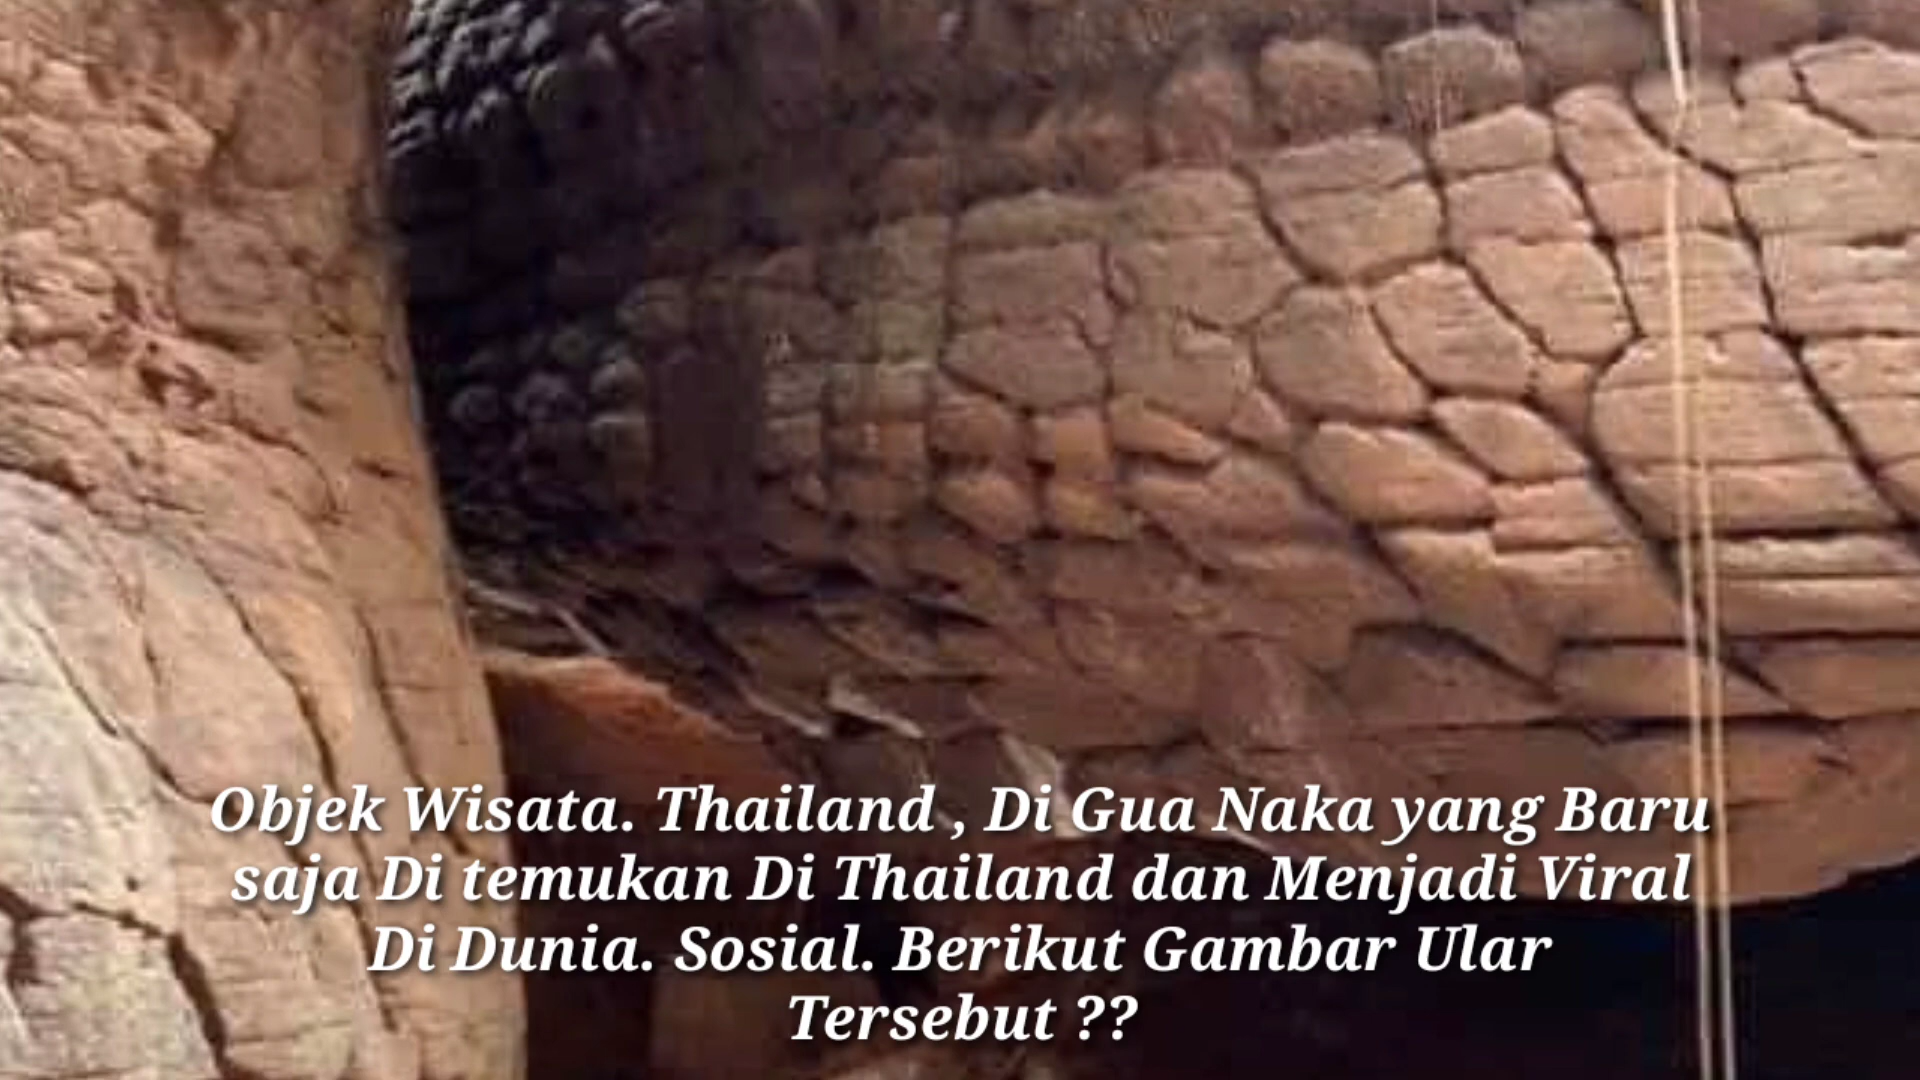 Objek Wisata. Thailand , Di Gua Naka yang Baru
saja Di temukan Di Thailand dan Menjadi Viral
Di Dunia. Sosial. Berikut Gambar Ular
Tersebut ??